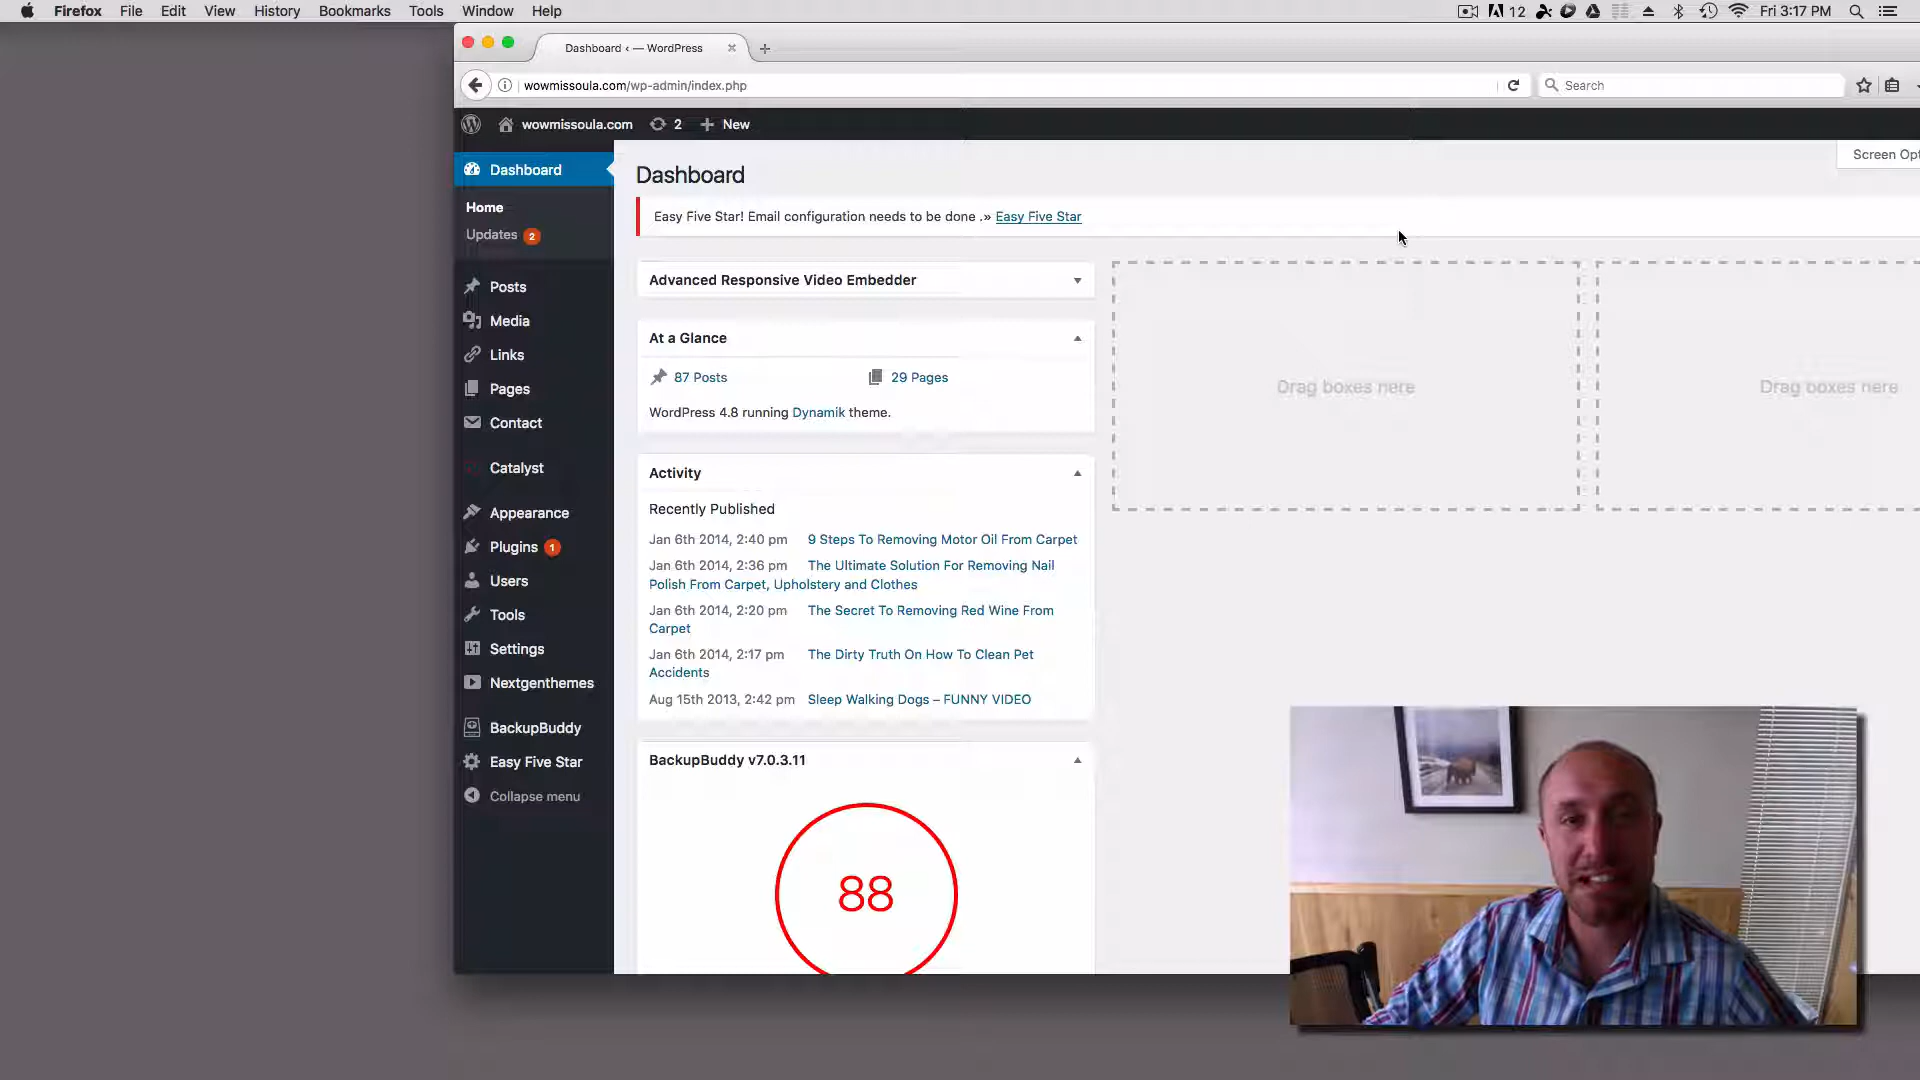 Firefox File Edit View History Bookmarks Tools Window Help
12 Fri 3:17 PM
Dashboard ‹ — WordPress
wowmissoula.com/wp-admin/index.php
Search
wowmissoula.com 2 New
Dashboard
Home
Updates 2
Posts
Media
Links
Pages
Contact
Catalyst
Appearance
Plugins 1
Users
Tools
Settings
Nextgenthemes
BackupBuddy
Easy Five Star
Collapse menu
Screen Opt
Dashboard
Easy Five Star! Email configuration needs to be done .» Easy Five Star
Advanced Responsive Video Embedder
At a Glance
87 Posts 29 Pages
WordPress 4.8 running Dynamik theme.
Activity
Recently Published
Jan 6th 2014, 2:40 pm 9 Steps To Removing Motor Oil From Carpet
Jan 6th 2014, 2:36 pm The Ultimate Solution For Removing Nail
Polish From Carpet, Upholstery and Clothes
Jan 6th 2014, 2:20 pm The Secret To Removing Red Wine From
Carpet
Jan 6th 2014, 2:17 pm The Dirty Truth On How To Clean Pet
Accidents
Aug 15th 2013, 2:42 pm Sleep Walking Dogs – FUNNY VIDEO
BackupBuddy v7.0.3.11
88
Drag boxes here
Drag boxes here